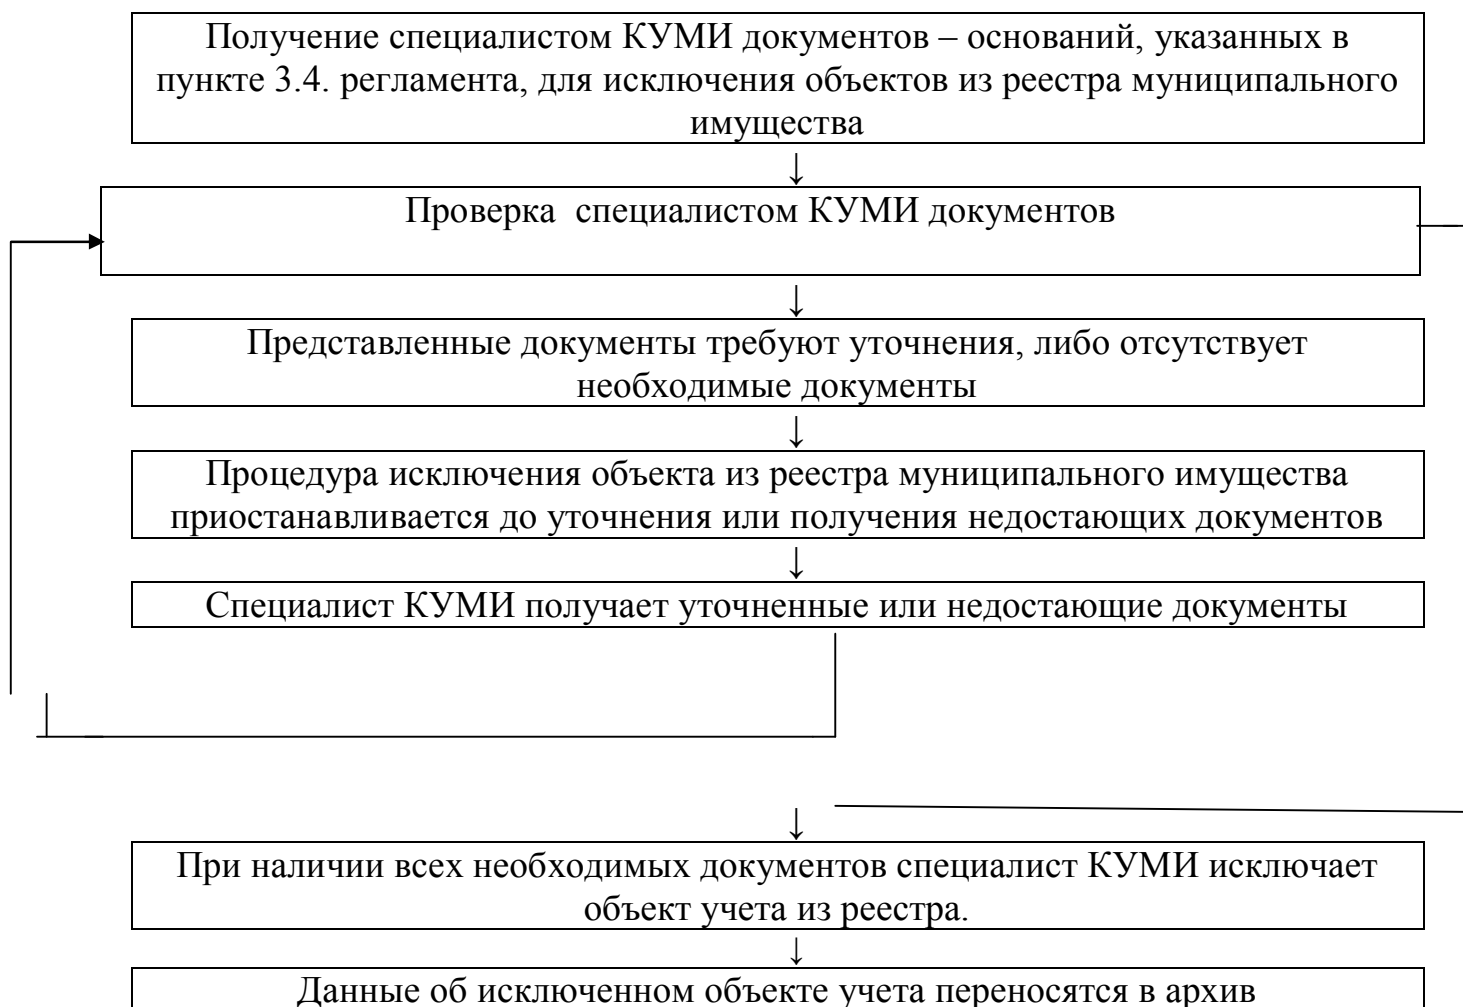 Получение специалистом КУМИ документов – оснований, указанных в
пункте 3.4. регламента, для исключения объектов из реестра муниципального
имущества
↓
Проверка  специалистом КУМИ документов
↓
Представленные документы требуют уточнения, либо отсутствует
необходимые документы
↓
Процедура исключения объекта из реестра муниципального имущества
приостанавливается до уточнения или получения недостающих документов
↓
Специалист КУМИ получает уточненные или недостающие документы
↓
При наличии всех необходимых документов специалист КУМИ исключает
объект учета из реестра.
↓
Данные об исключенном объекте учета переносятся в архив